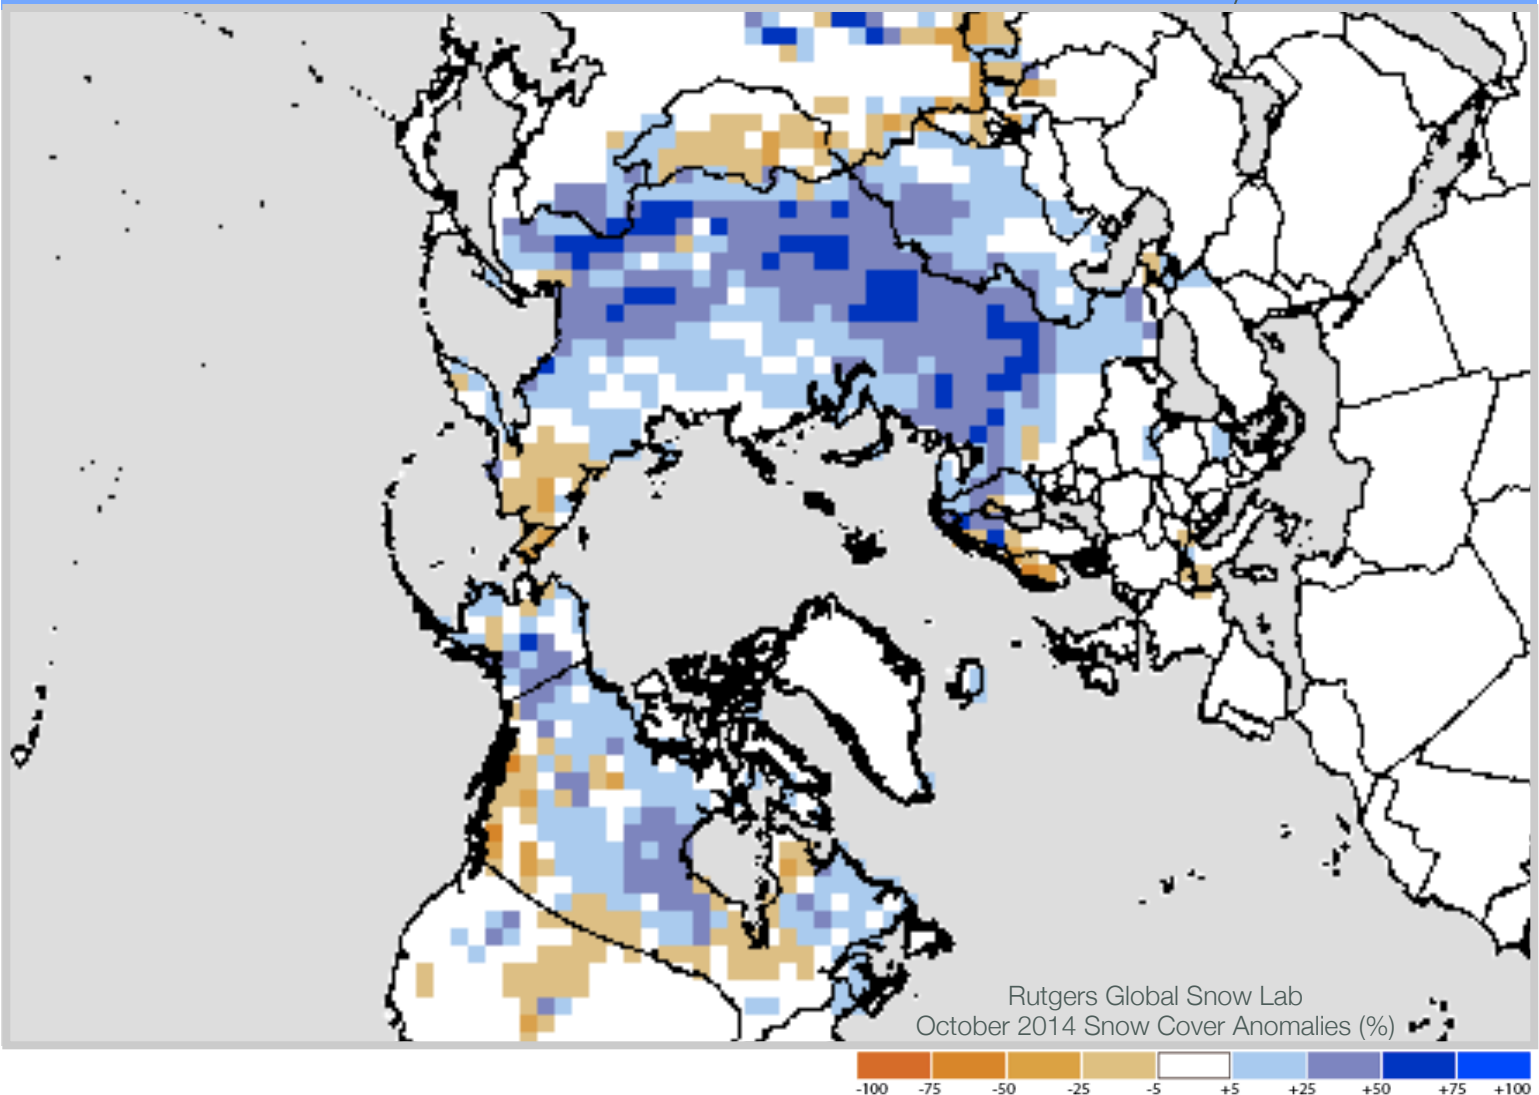 Rutgers Global Snow Lab
October 2014 Snow Cover Anomalies (%)
-100 -75 -50 -25 -5 +5 +25 +50 +75 +100